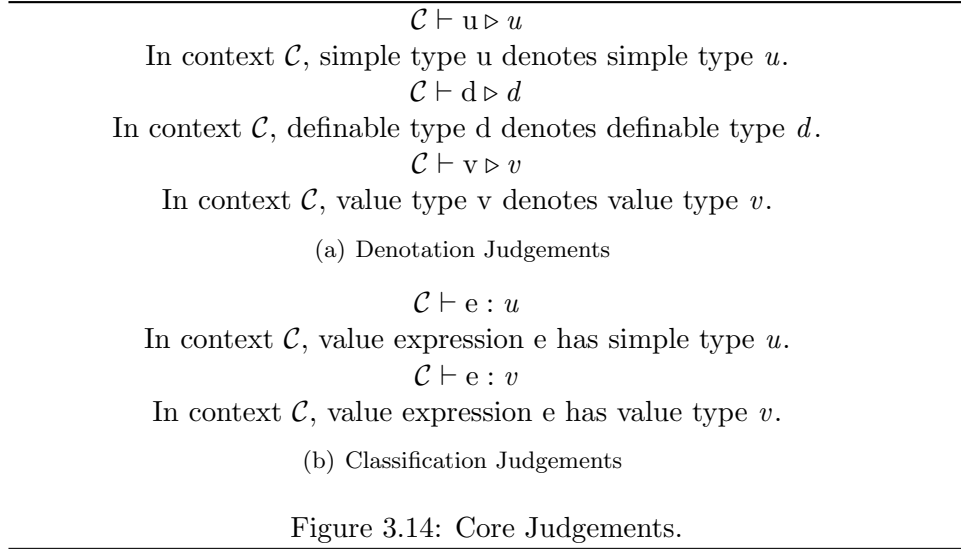 𝒞 ⊢ u ▷ u
In context 𝒞, simple type u denotes simple type u.
𝒞 ⊢ d ▷ d
In context 𝒞, definable type d denotes definable type d.
𝒞 ⊢ v ▷ v
In context 𝒞, value type v denotes value type v.
(a) Denotation Judgements
𝒞 ⊢ e : u
In context 𝒞, value expression e has simple type u.
𝒞 ⊢ e : v
In context 𝒞, value expression e has value type v.
(b) Classification Judgements
Figure 3.14: Core Judgements.